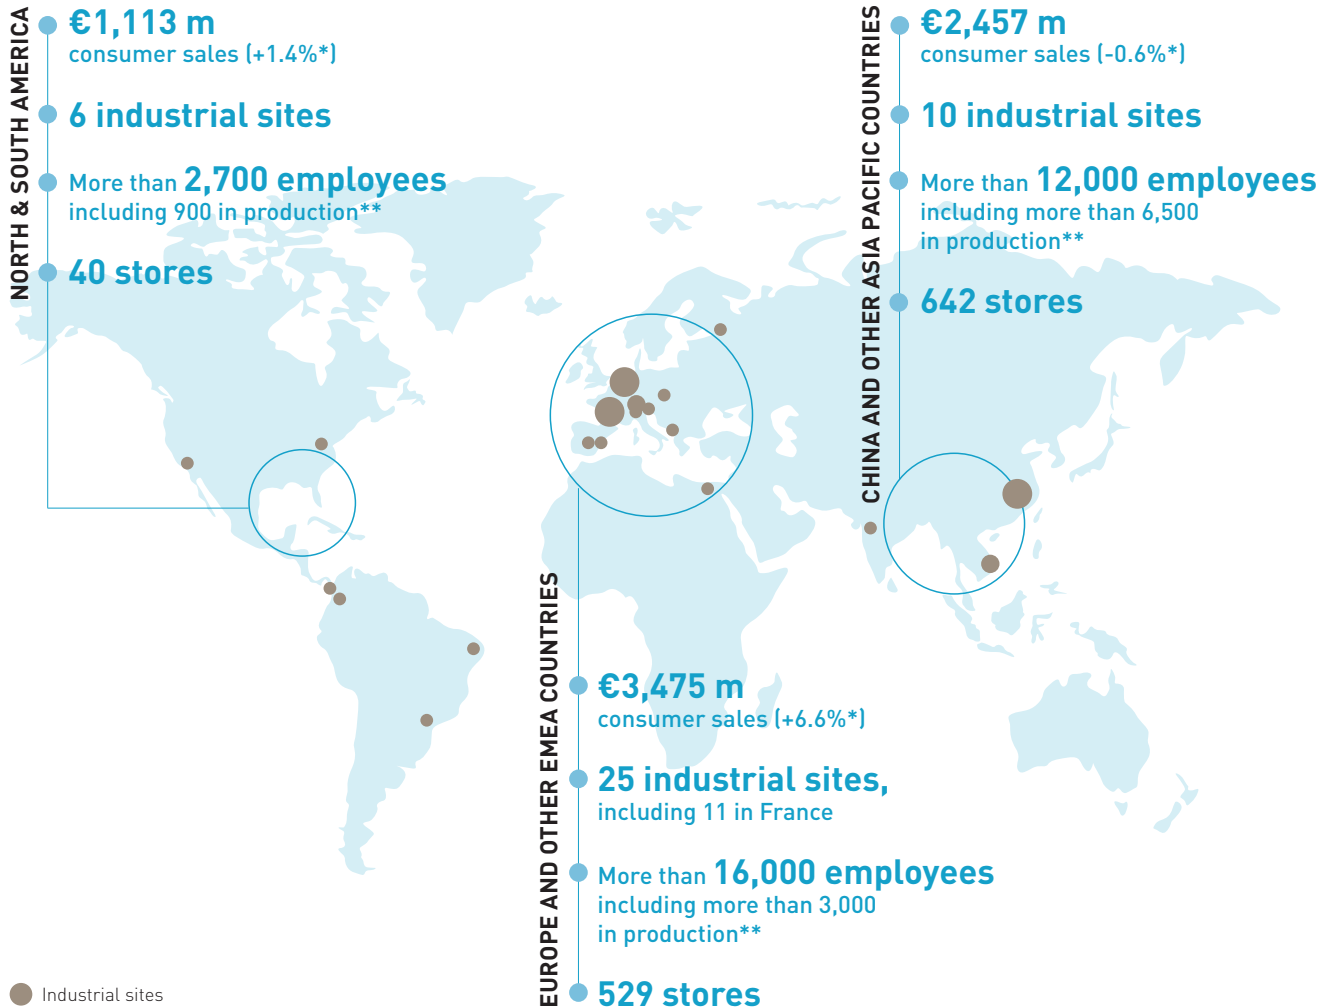 NORTH & SOUTH AMERICA
€1,113 m
consumer sales (+1.4%*)
6 industrial sites
More than 2,700 employees
including 900 in production**
40 stores
CHINA AND OTHER ASIA PACIFIC COUNTRIES
€2,457 m
consumer sales (-0.6%*)
10 industrial sites
More than 12,000 employees
including more than 6,500
in production**
642 stores
EUROPE AND OTHER EMEA COUNTRIES
€3,475 m
consumer sales (+6.6%*)
25 industrial sites,
including 11 in France
More than 16,000 employees
including more than 3,000
in production**
529 stores
Industrial sites